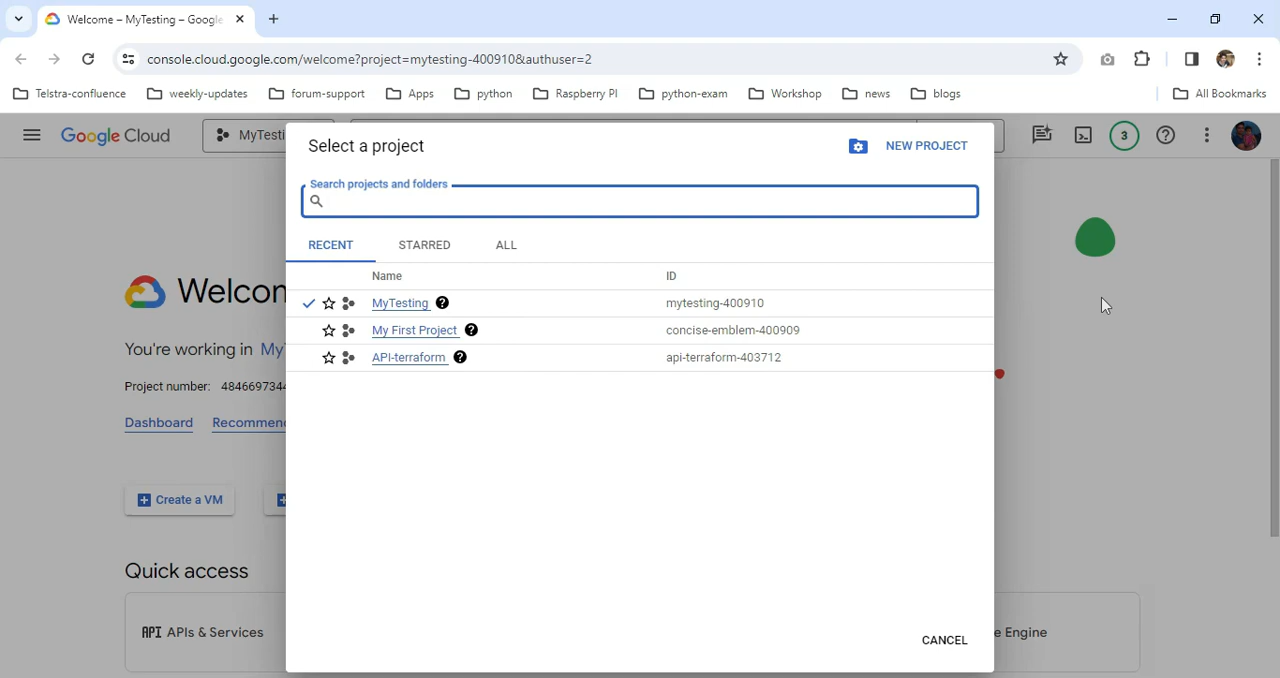 Welcome – MyTesting – Google
console.cloud.google.com/welcome?project=mytesting-400910&authuser=2
Telstra-confluence weekly-updates forum-support Apps python Raspberry PI python-exam Workshop news blogs All Bookmarks
Google Cloud MyTesti 3
Select a project NEW PROJECT
Search projects and folders
RECENT STARRED ALL
Name ID
MyTesting mytesting-400910
My First Project concise-emblem-400909
API-terraform api-terraform-403712
Welcon
You're working in My
Project number: 484669734
Dashboard Recommen
Create a VM
Quick access
API APIs & Services
e Engine
CANCEL